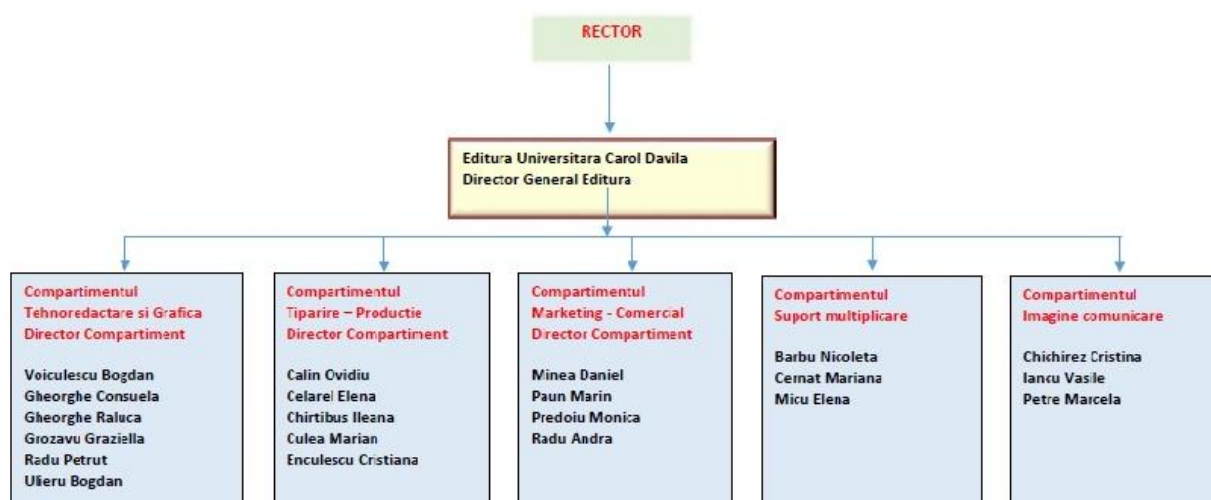 RECTOR
Editura Universitara Carol Davila
Director General Editura
Compartimentul
Tehnoredactare si Grafica
Director Compartiment
Voiculescu Bogdan
Gheorghe Consuela
Gheorghe Raluca
Grozavu Graziella
Radu Petrut
Ulieru Bogdan
Compartimentul
Tiparire – Productie
Director Compartiment
Calin Ovidiu
Celarel Elena
Chirtibus Ileana
Culea Marian
Enculescu Cristiana
Compartimentul
Marketing - Comercial
Director Compartiment
Minea Daniel
Paun Marin
Predoiu Monica
Radu Andra
Compartimentul
Suport multiplicare
Barbu Nicoleta
Cernat Mariana
Micu Elena
Compartimentul
Imagine comunicare
Chichirez Cristina
Iancu Vasile
Petre Marcela